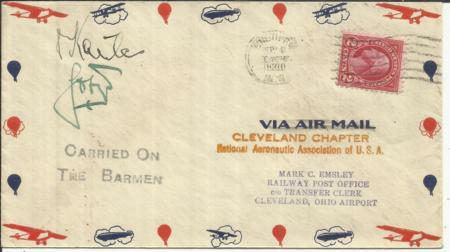 CARRIED ON
THE BARMEN
VIA AIR MAIL
CLEVELAND CHAPTER
National Aeronautic Association of U.S.A.
MARK C. EMSLEY
RAILWAY POST OFFICE
c/o TRANSFER CLERK
CLEVELAND, OHIO AIRPORT